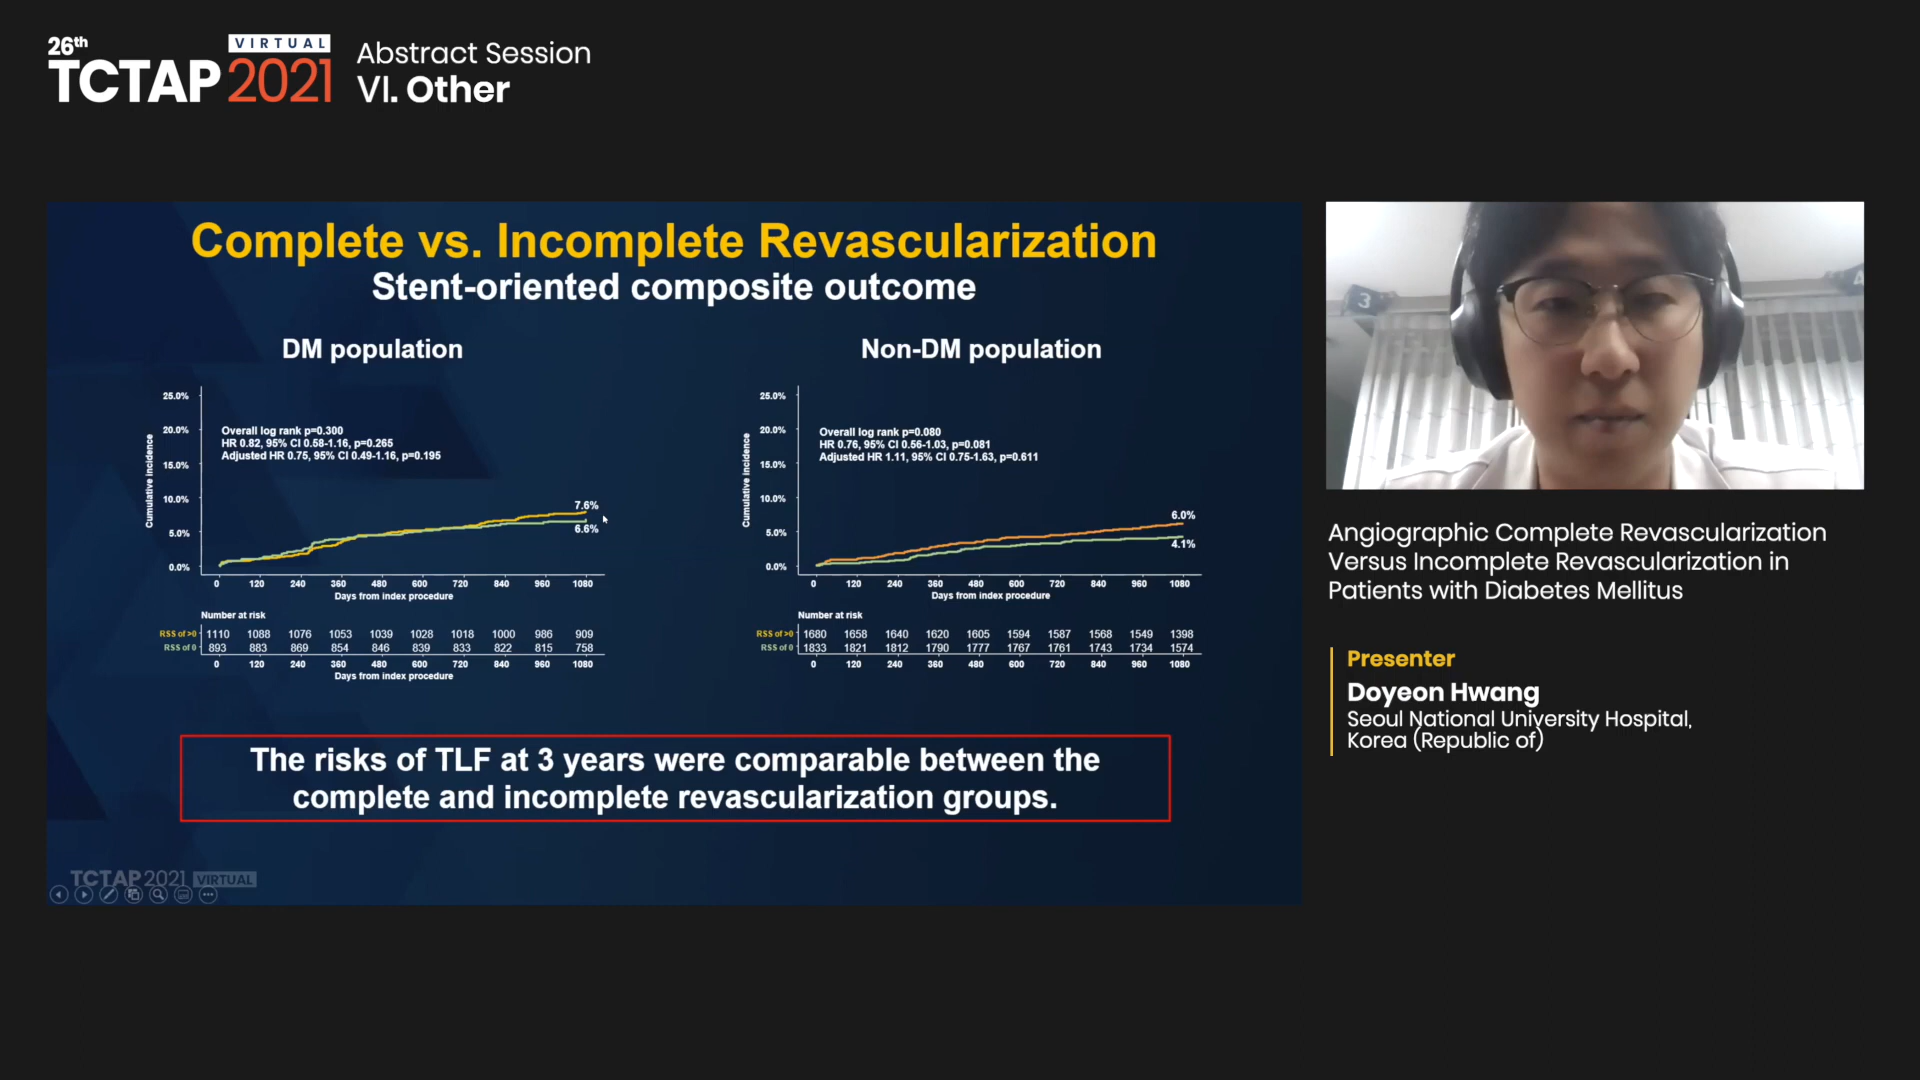 26th
VIRTUAL
TCTAP 2021
Abstract Session
VI. Other
Complete vs. Incomplete Revascularization
Stent-oriented composite outcome
DM population
25.0%
20.0%
15.0%
10.0%
5.0%
0.0%
Cumulative incidence
Overall log rank p=0.300
HR 0.82, 95% CI 0.58-1.16, p=0.265
Adjusted HR 0.75, 95% CI 0.49-1.16, p=0.195
7.6%
6.6%
0 120 240 360 480 600 720 840 960 1080
Days from index procedure
Number at risk
RSS of >0 1110 1088 1076 1053 1039 1028 1018 1000 986 909
RSS of 0 893 883 869 854 846 839 833 822 815 758
0 120 240 360 480 600 720 840 960 1080
Days from index procedure
Non-DM population
25.0%
20.0%
15.0%
10.0%
5.0%
0.0%
Cumulative incidence
Overall log rank p=0.080
HR 0.76, 95% CI 0.56-1.03, p=0.081
Adjusted HR 1.11, 95% CI 0.75-1.63, p=0.611
6.0%
4.1%
0 120 240 360 480 600 720 840 960 1080
Days from index procedure
Number at risk
RSS of >0 1680 1658 1640 1620 1605 1594 1587 1568 1549 1398
RSS of 0 1833 1821 1812 1790 1777 1767 1761 1743 1734 1574
0 120 240 360 480 600 720 840 960 1080
Days from index procedure
The risks of TLF at 3 years were comparable between the
complete and incomplete revascularization groups.
TCTAP 2021 VIRTUAL
3
4
Angiographic Complete Revascularization
Versus Incomplete Revascularization in
Patients with Diabetes Mellitus
Presenter
Doyeon Hwang
Seoul National University Hospital,
Korea (Republic of)